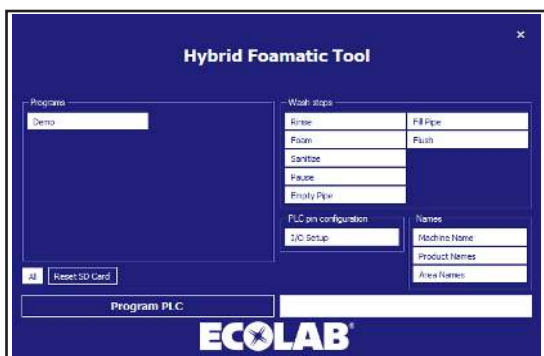 ×
Hybrid Foamatic Tool
Programs
Demo
Wash steps
Rinse
Foam
Sanitize
Pause
Empty Pipe
Fill Pipe
Flush
PLC pin configuration
I/O Setup
Names
Machine Name
Product Names
Area Names
All
Reset SD Card
Program PLC
ECOLAB®